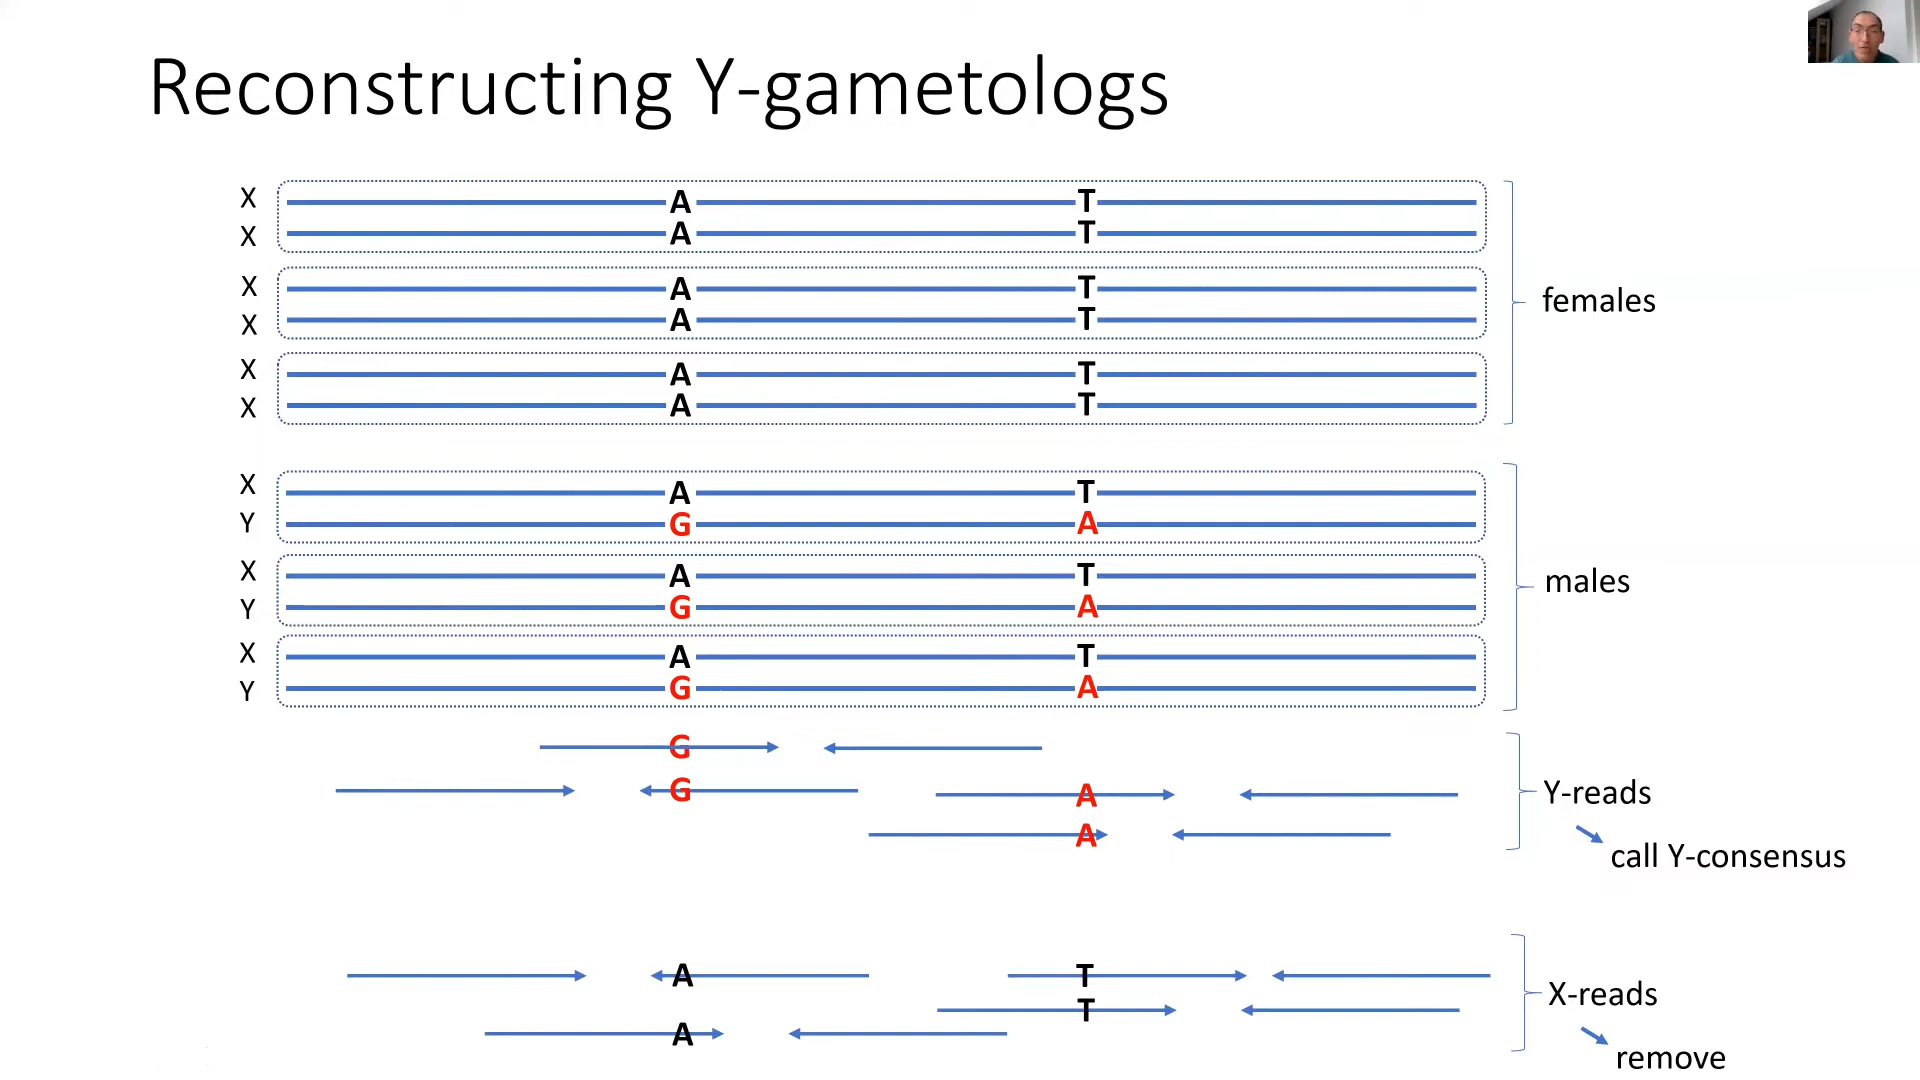 Reconstructing Y-gametologs
X A T
X A T
X A T
X A T
X A T
X A T
females
X A T
Y G A
X A T
Y G A
X A T
Y G A
males
G
G A
A
Y-reads
call Y-consensus
A T
T
A
X-reads
remove